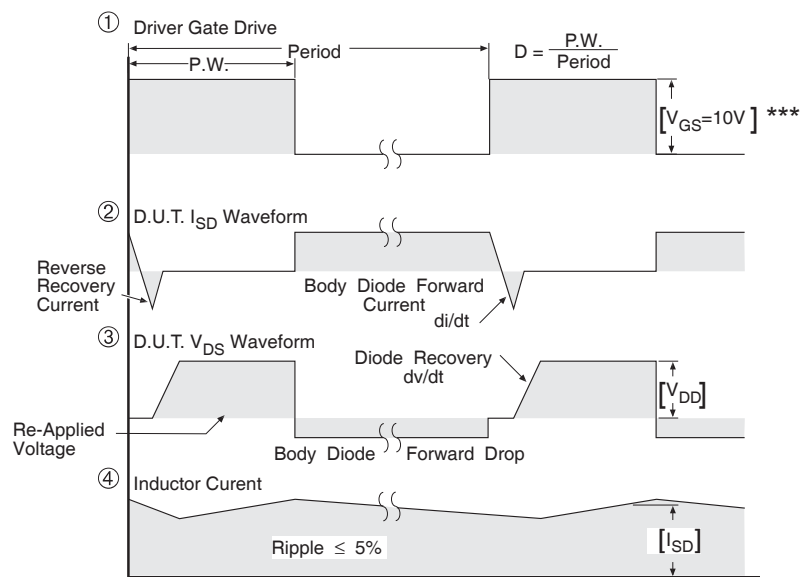 ① Driver Gate Drive
Period
P.W.
D = P.W.
Period
[VGS=10V] ***
② D.U.T. ISD Waveform
Reverse
Recovery
Current
Body Diode Forward
Current
di/dt
③ D.U.T. VDS Waveform
Diode Recovery
dv/dt
[VDD]
Re-Applied
Voltage
Body Diode Forward Drop
④ Inductor Curent
Ripple ≤ 5%
[ISD]